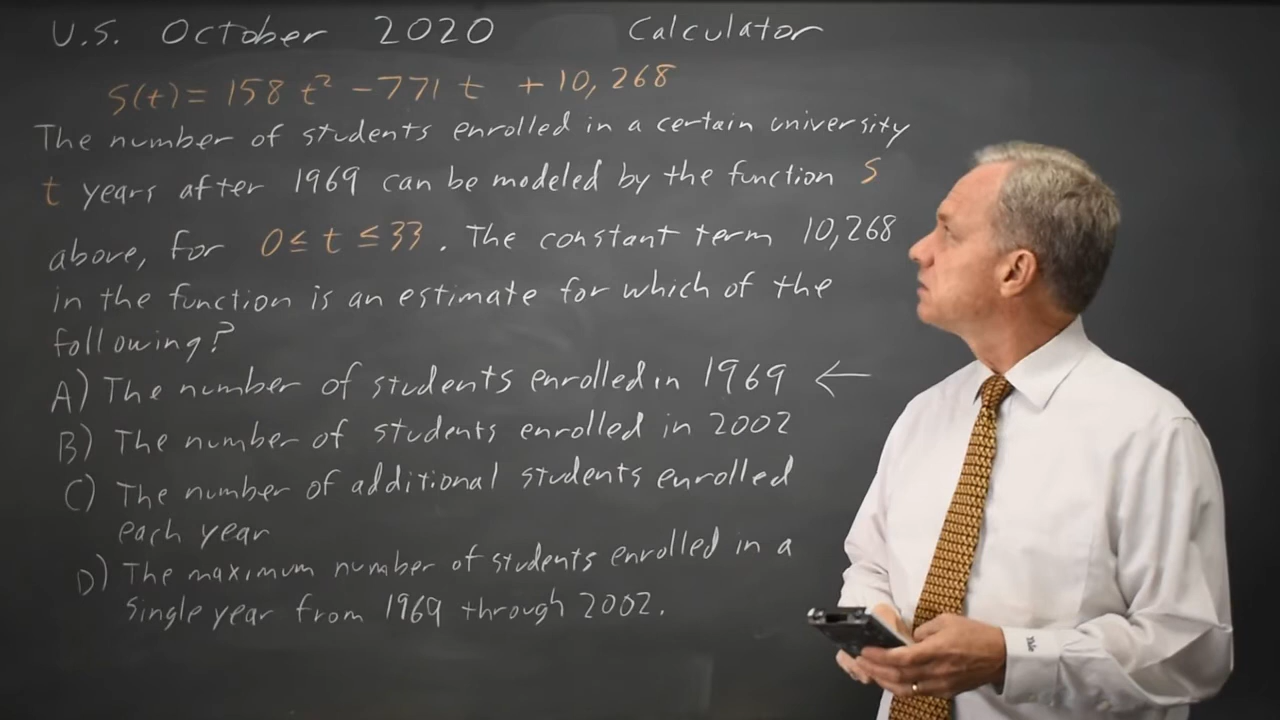 U.S. October 2020 Calculator
S(t) = 158 t² - 771 t + 10,268
The number of students enrolled in a certain university
t years after 1969 can be modeled by the function S
above, for 0 ≤ t ≤ 33. The constant term 10,268
in the function is an estimate for which of the
following?
A) The number of students enrolled in 1969 ←
B) The number of students enrolled in 2002
C) The number of additional students enrolled
each year
D) The maximum number of students enrolled in a
single year from 1969 through 2002.